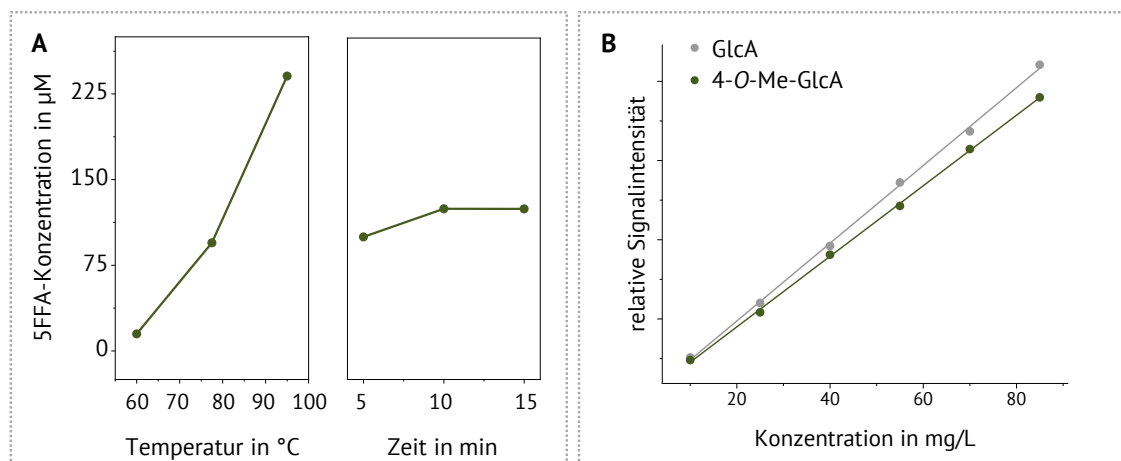 A
5FFA-Konzentration in µM
225
150
75
0
60 70 80 90 100
Temperatur in °C
5 10 15
Zeit in min
B
GlcA
4-O-Me-GlcA
relative Signalintensität
20 40 60 80
Konzentration in mg/L